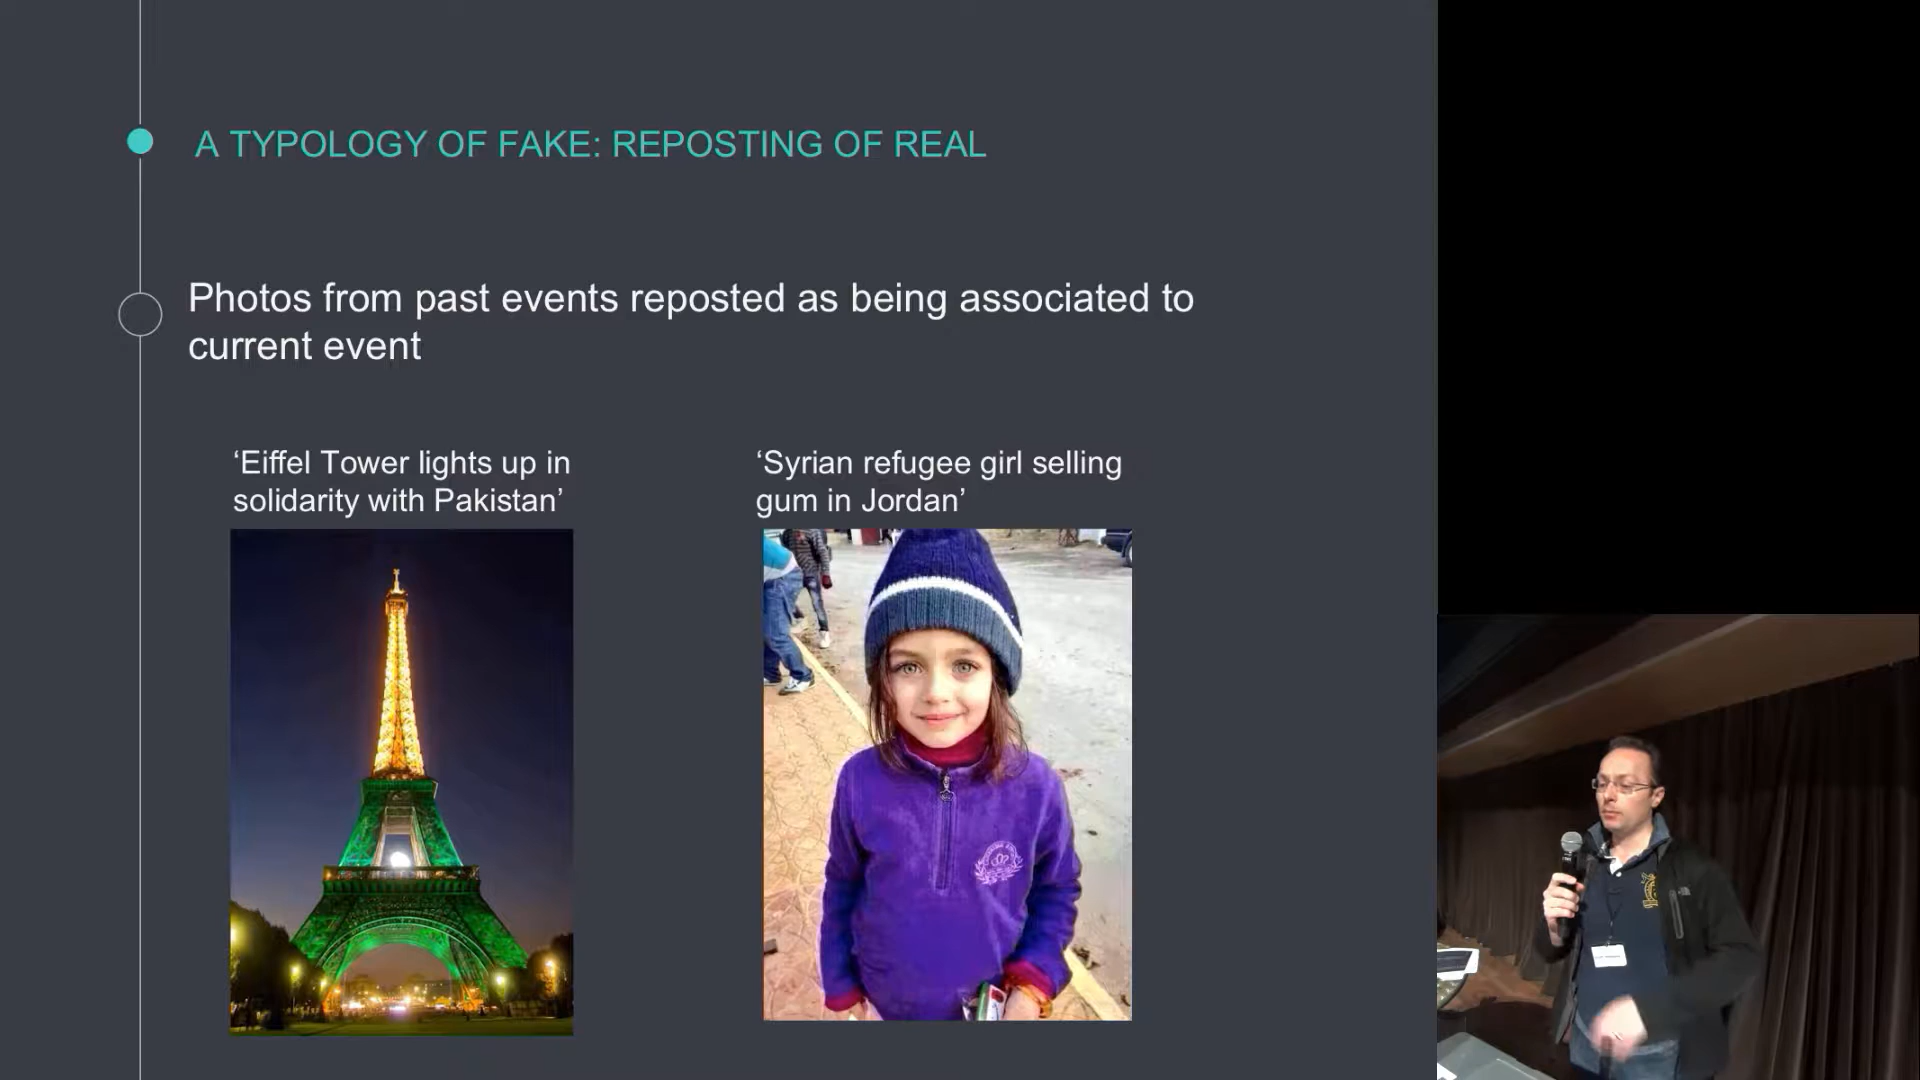 A TYPOLOGY OF FAKE: REPOSTING OF REAL
Photos from past events reposted as being associated to
current event
‘Eiffel Tower lights up in
solidarity with Pakistan’
‘Syrian refugee girl selling
gum in Jordan’